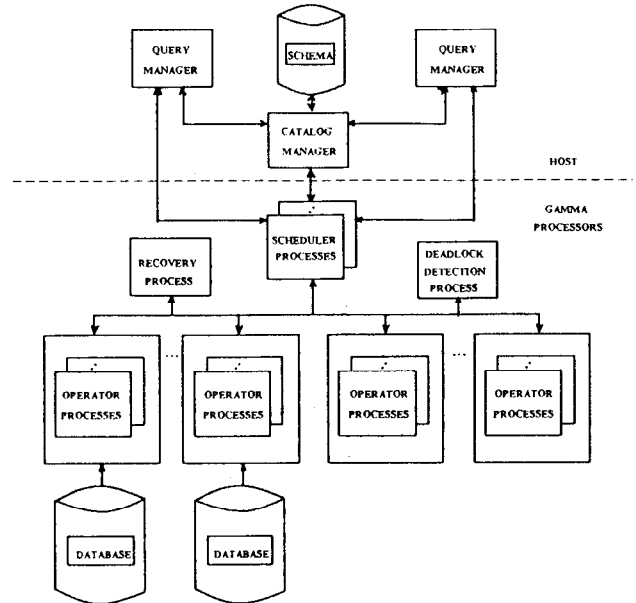 QUERY
MANAGER
SCHEMA
QUERY
MANAGER
CATALOG
MANAGER
HOST
GAMMA
PROCESSORS
SCHEDULER
PROCESSES
RECOVERY
PROCESS
DEADLOCK
DETECTION
PROCESS
OPERATOR
PROCESSES
...
OPERATOR
PROCESSES
OPERATOR
PROCESSES
...
OPERATOR
PROCESSES
DATABASE
DATABASE